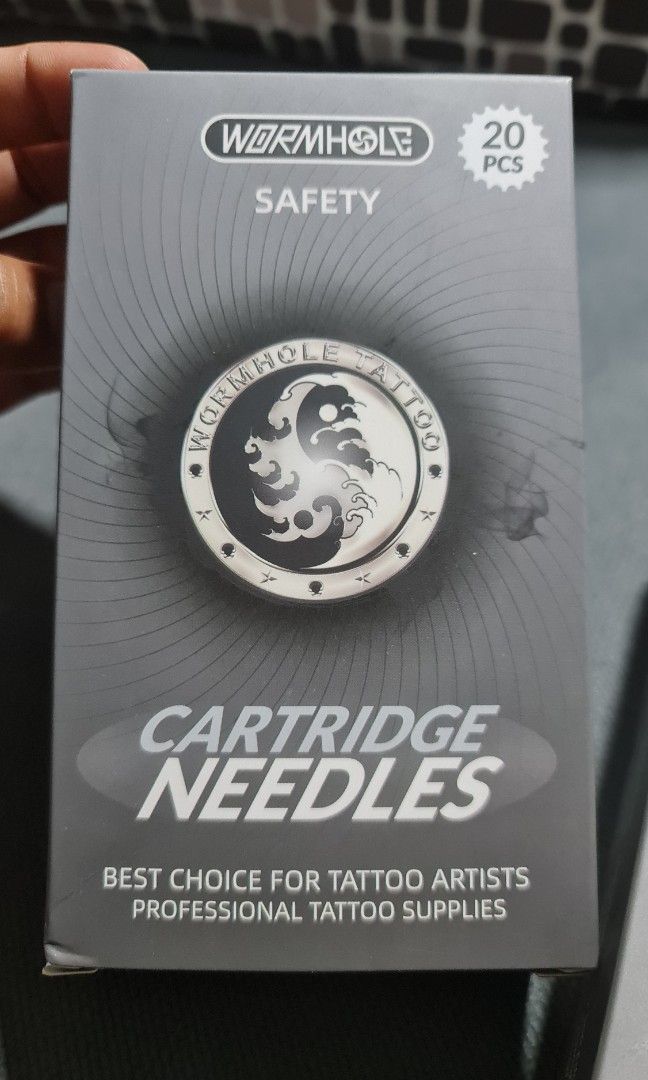 WORMHOLE
20
PCS
SAFETY
WORMHOLE TATTOO
CARTRIDGE
NEEDLES
BEST CHOICE FOR TATTOO ARTISTS
PROFESSIONAL TATTOO SUPPLIES